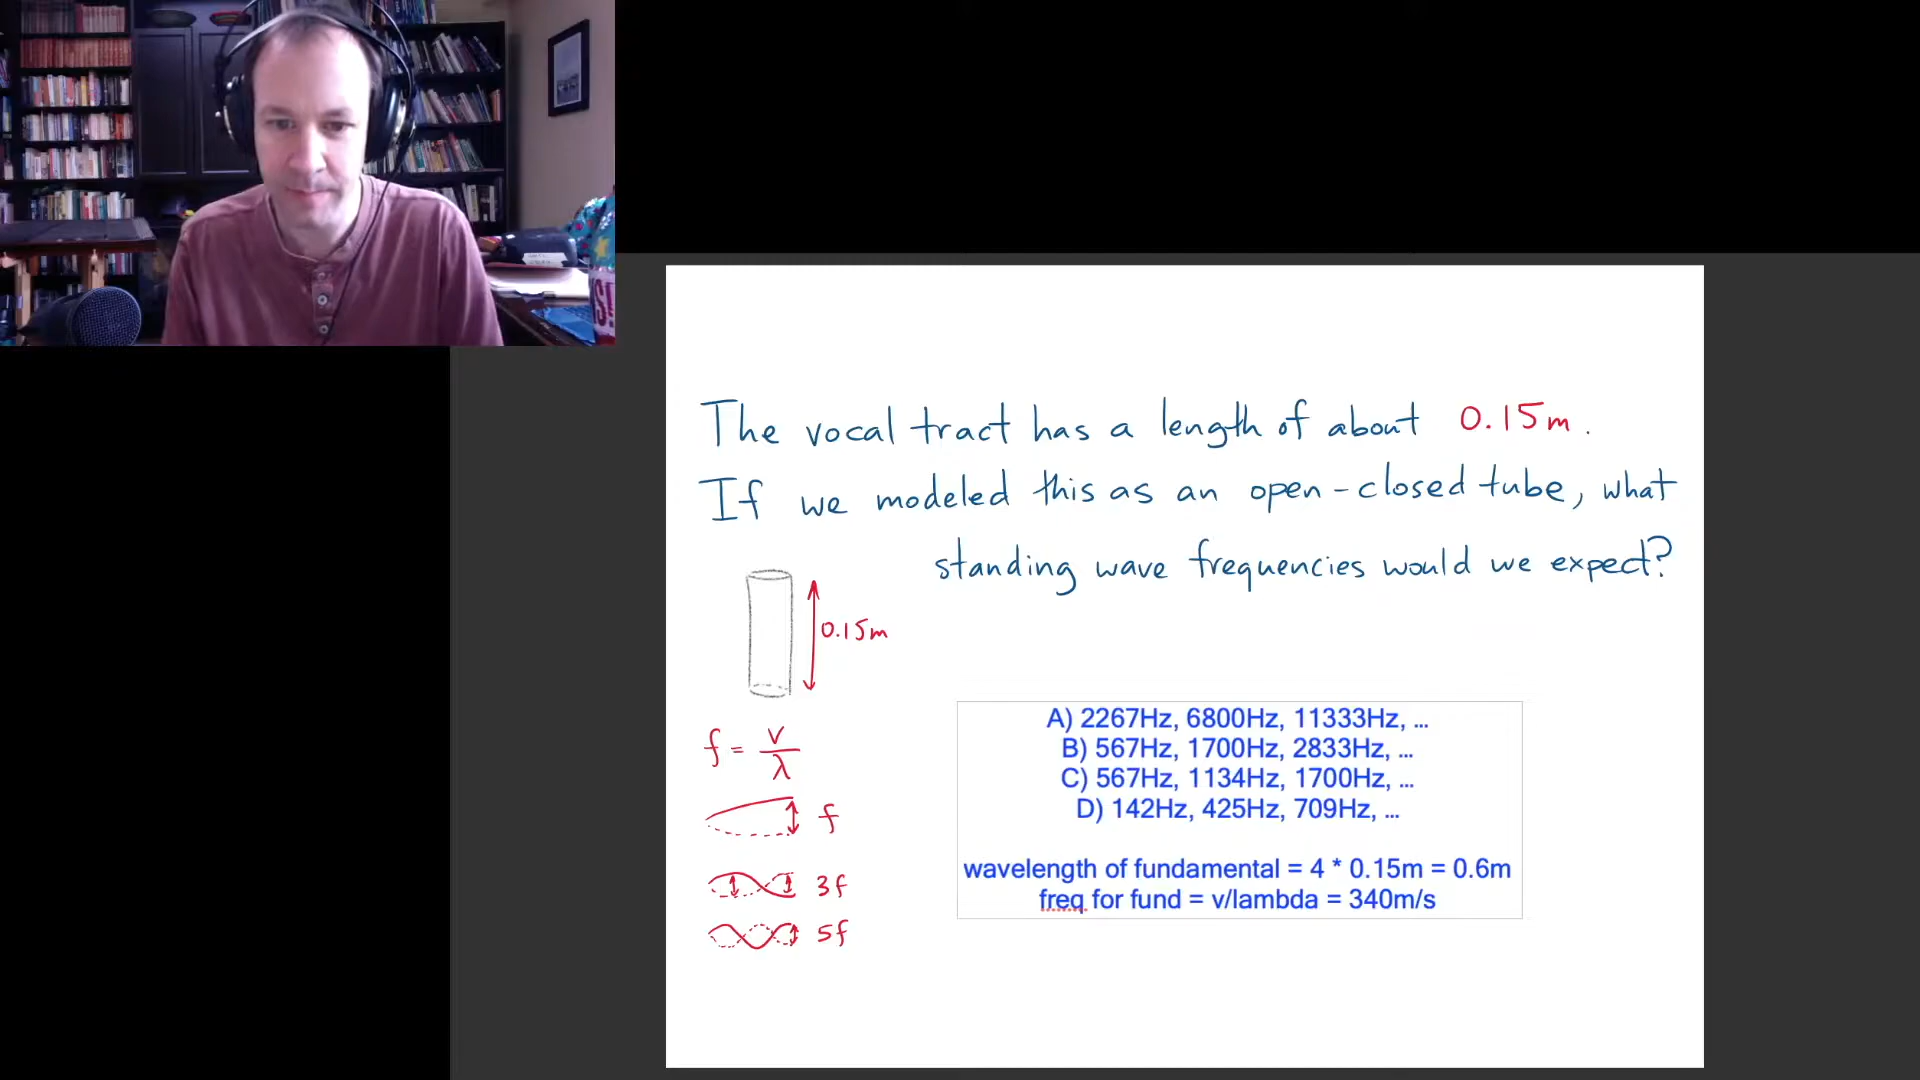 The vocal tract has a length of about 0.15m.
If we modeled this as an open-closed tube, what
standing wave frequencies would we expect?
0.15m
f = v/λ
f
3f
5f
A) 2267Hz, 6800Hz, 11333Hz, ...
B) 567Hz, 1700Hz, 2833Hz, ...
C) 567Hz, 1134Hz, 1700Hz, ...
D) 142Hz, 425Hz, 709Hz, ...
wavelength of fundamental = 4 * 0.15m = 0.6m
freq for fund = v/lambda = 340m/s